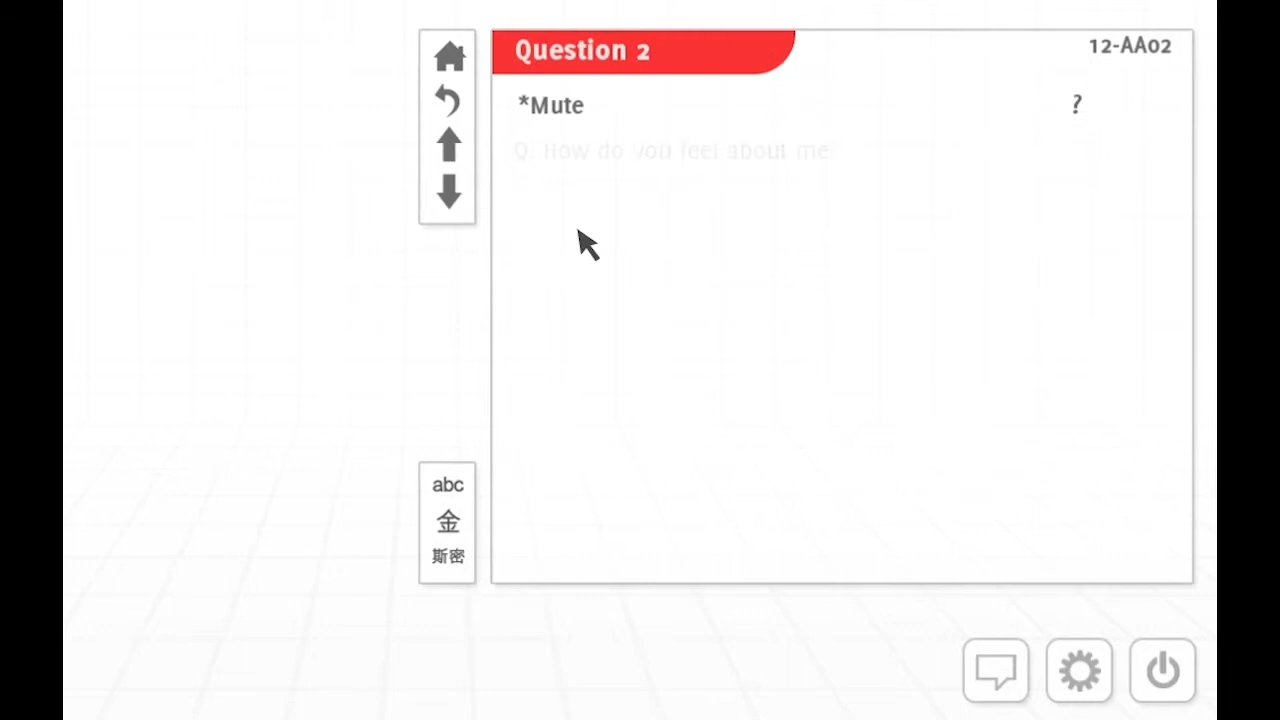 Question 2
12-AA02
*Mute
?
Q: How do you feel about me
abc
金
斯密